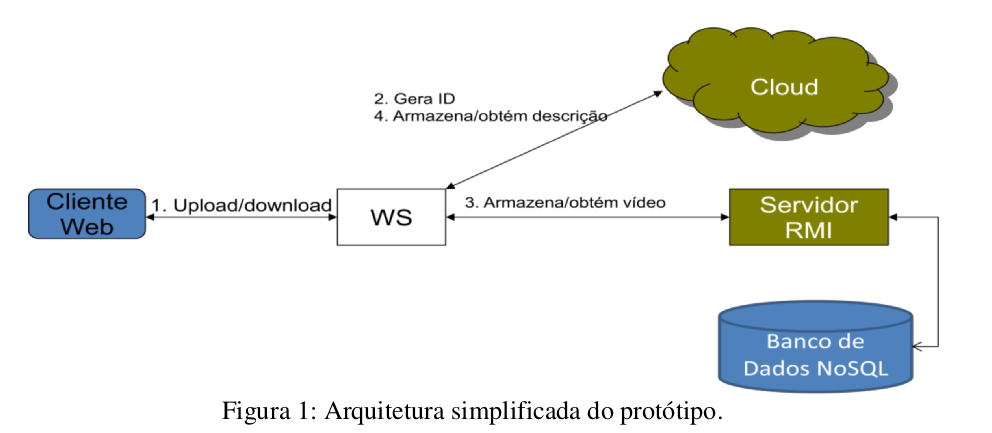 Cloud
2. Gera ID
4. Armazena/obtém descrição
Cliente
Web
1. Upload/download
WS
3. Armazena/obtém vídeo
Servidor
RMI
Banco de
Dados NoSQL
Figura 1: Arquitetura simplificada do protótipo.